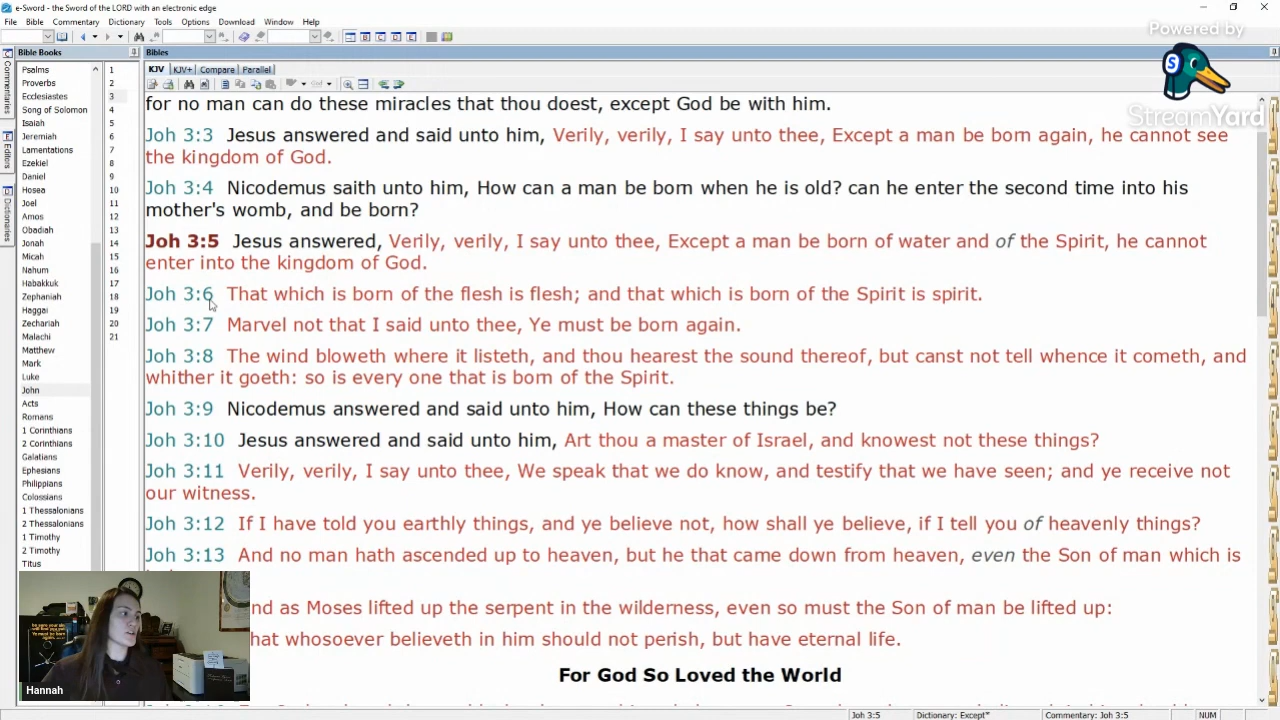 e-Sword - the Sword of the LORD with an electronic edge
File Bible Commentary Dictionary Tools Options Download Window Help
Powered by
StreamYard
Bible Books
Bibles
KJV KJV+ Compare Parallel
Commentaries
Editors
Dictionaries
Psalms 1
Proverbs 2
Ecclesiastes 3
Song of Solomon 4
Isaiah 5
Jeremiah 6
Lamentations 7
Ezekiel 8
Daniel 9
Hosea 10
Joel 11
Amos 12
Obadiah 13
Jonah 14
Micah 15
Nahum 16
Habakkuk 17
Zephaniah 18
Haggai 19
Zechariah 20
Malachi 21
Matthew
Mark
Luke
John
Acts
Romans
1 Corinthians
2 Corinthians
Galatians
Ephesians
Philippians
Colossians
1 Thessalonians
2 Thessalonians
1 Timothy
2 Timothy
Titus
for no man can do these miracles that thou doest, except God be with him.
Joh 3:3 Jesus answered and said unto him, Verily, verily, I say unto thee, Except a man be born again, he cannot see
the kingdom of God.
Joh 3:4 Nicodemus saith unto him, How can a man be born when he is old? can he enter the second time into his
mother's womb, and be born?
Joh 3:5 Jesus answered, Verily, verily, I say unto thee, Except a man be born of water and of the Spirit, he cannot
enter into the kingdom of God.
Joh 3:6 That which is born of the flesh is flesh; and that which is born of the Spirit is spirit.
Joh 3:7 Marvel not that I said unto thee, Ye must be born again.
Joh 3:8 The wind bloweth where it listeth, and thou hearest the sound thereof, but canst not tell whence it cometh, and
whither it goeth: so is every one that is born of the Spirit.
Joh 3:9 Nicodemus answered and said unto him, How can these things be?
Joh 3:10 Jesus answered and said unto him, Art thou a master of Israel, and knowest not these things?
Joh 3:11 Verily, verily, I say unto thee, We speak that we do know, and testify that we have seen; and ye receive not
our witness.
Joh 3:12 If I have told you earthly things, and ye believe not, how shall ye believe, if I tell you of heavenly things?
Joh 3:13 And no man hath ascended up to heaven, but he that came down from heaven, even the Son of man which is
nd as Moses lifted up the serpent in the wilderness, even so must the Son of man be lifted up:
hat whosoever believeth in him should not perish, but have eternal life.
For God So Loved the World
Hannah
Joh 3:5 Dictionary: Except* Commentary: Joh 3:5 NUM